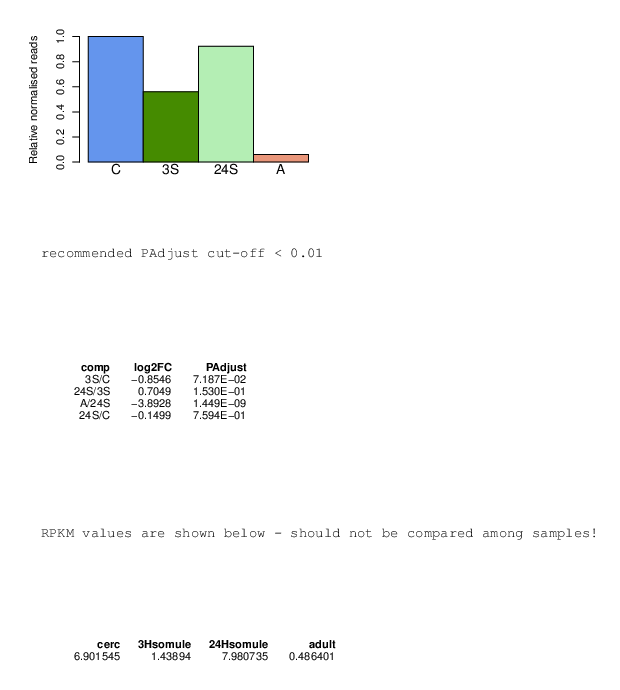 Relative normalised reads
1.0
0.8
0.6
0.4
0.2
0.0
C 3S 24S A
recommended PAdjust cut-off < 0.01
comp log2FC PAdjust
3S/C −0.8546 7.187E−02
24S/3S 0.7049 1.530E−01
A/24S −3.8928 1.449E−09
24S/C −0.1499 7.594E−01
RPKM values are shown below - should not be compared among samples!
cerc 3Hsomule 24Hsomule adult
6.901545 1.43894 7.980735 0.486401